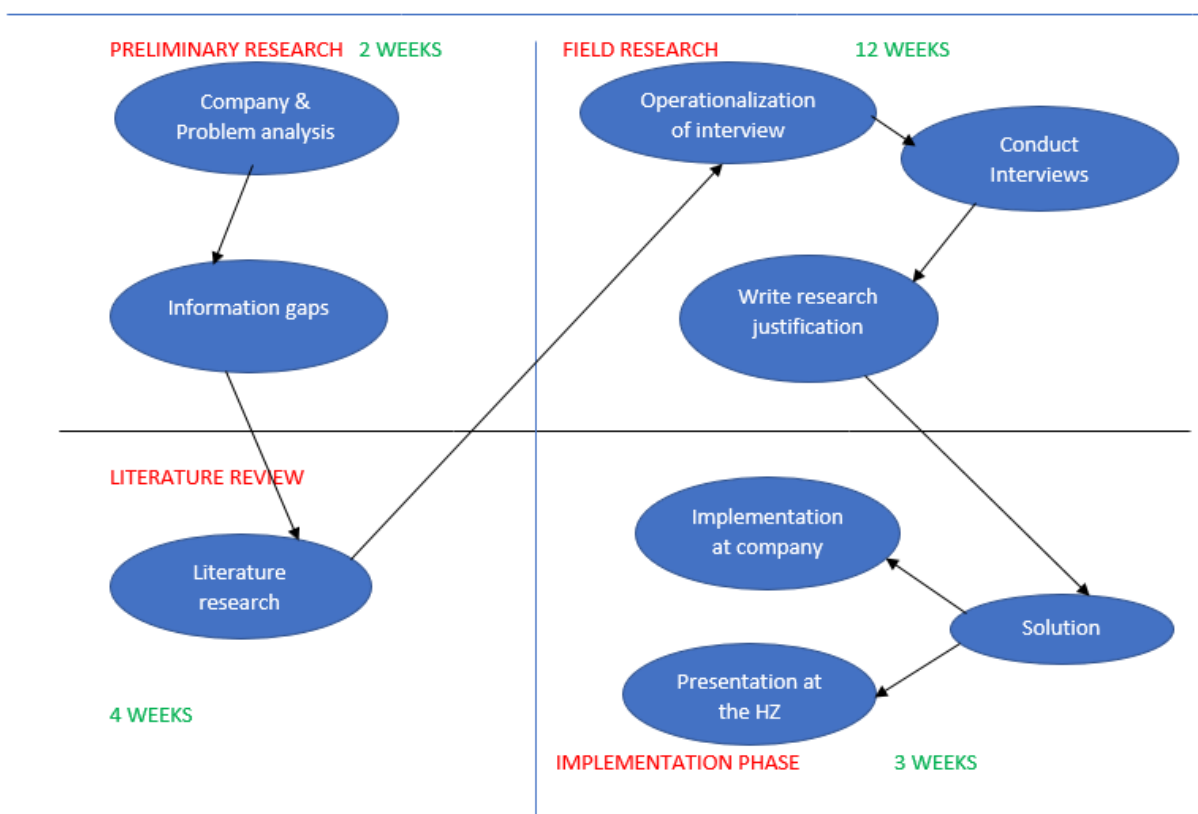 PRELIMINARY RESEARCH 2 WEEKS
Company &
Problem analysis
Information gaps
LITERATURE REVIEW
Literature
research
4 WEEKS
FIELD RESEARCH 12 WEEKS
Operationalization
of interview
Conduct
Interviews
Write research
justification
Implementation
at company
Solution
Presentation at
the HZ
IMPLEMENTATION PHASE 3 WEEKS